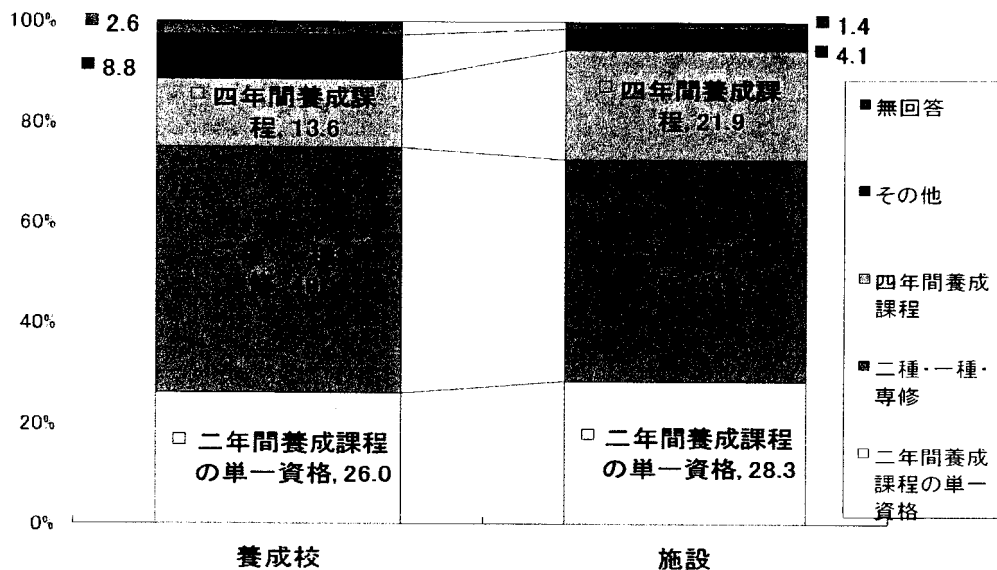 100%
80%
60%
40%
20%
0%
2.6
8.8
四年間養成課
程, 13.6
二年間養成課程
の単一資格, 26.0
養成校
1.4
4.1
四年間養成課
程, 21.9
二年間養成課程
の単一資格, 28.3
施設
無回答
その他
四年間養成
課程
二種・一種・
専修
二年間養成
課程の単一
資格